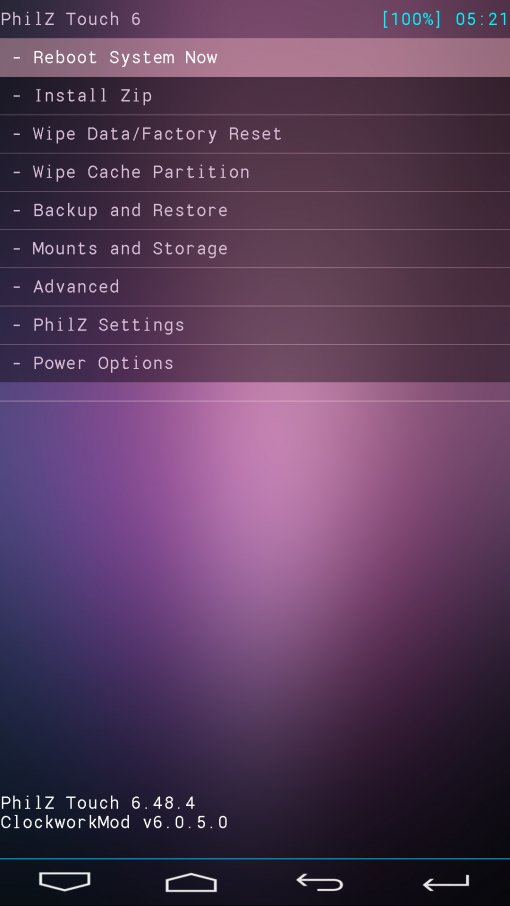 PhilZ Touch 6 [100%] 05:21
- Reboot System Now
- Install Zip
- Wipe Data/Factory Reset
- Wipe Cache Partition
- Backup and Restore
- Mounts and Storage
- Advanced
- PhilZ Settings
- Power Options
PhilZ Touch 6.48.4
ClockworkMod v6.0.5.0